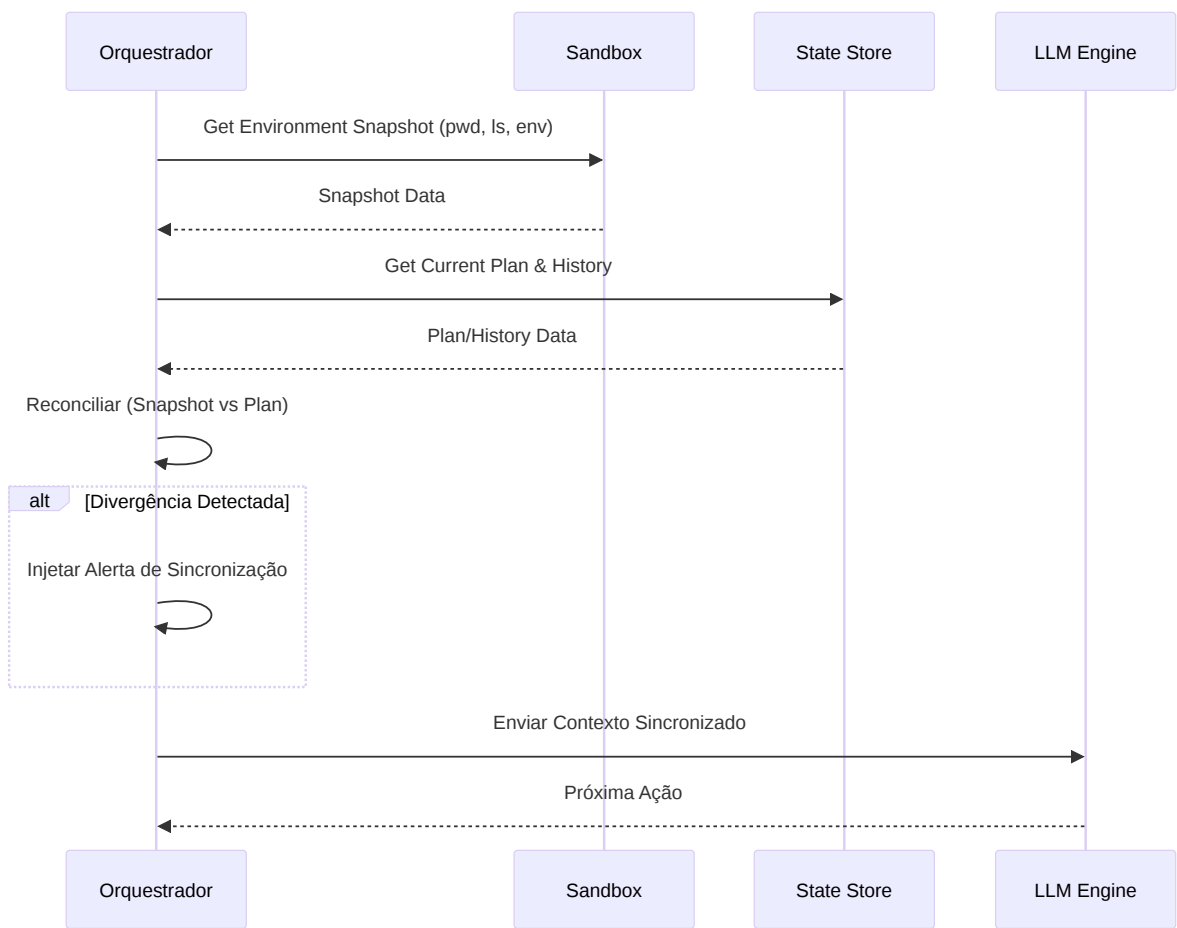 Orquestrador
Sandbox
State Store
LLM Engine
Get Environment Snapshot (pwd, ls, env)
Snapshot Data
Get Current Plan & History
Plan/History Data
Reconciliar (Snapshot vs Plan)
alt
[Divergência Detectada]
Injetar Alerta de Sincronização
Enviar Contexto Sincronizado
Próxima Ação
Orquestrador
Sandbox
State Store
LLM Engine